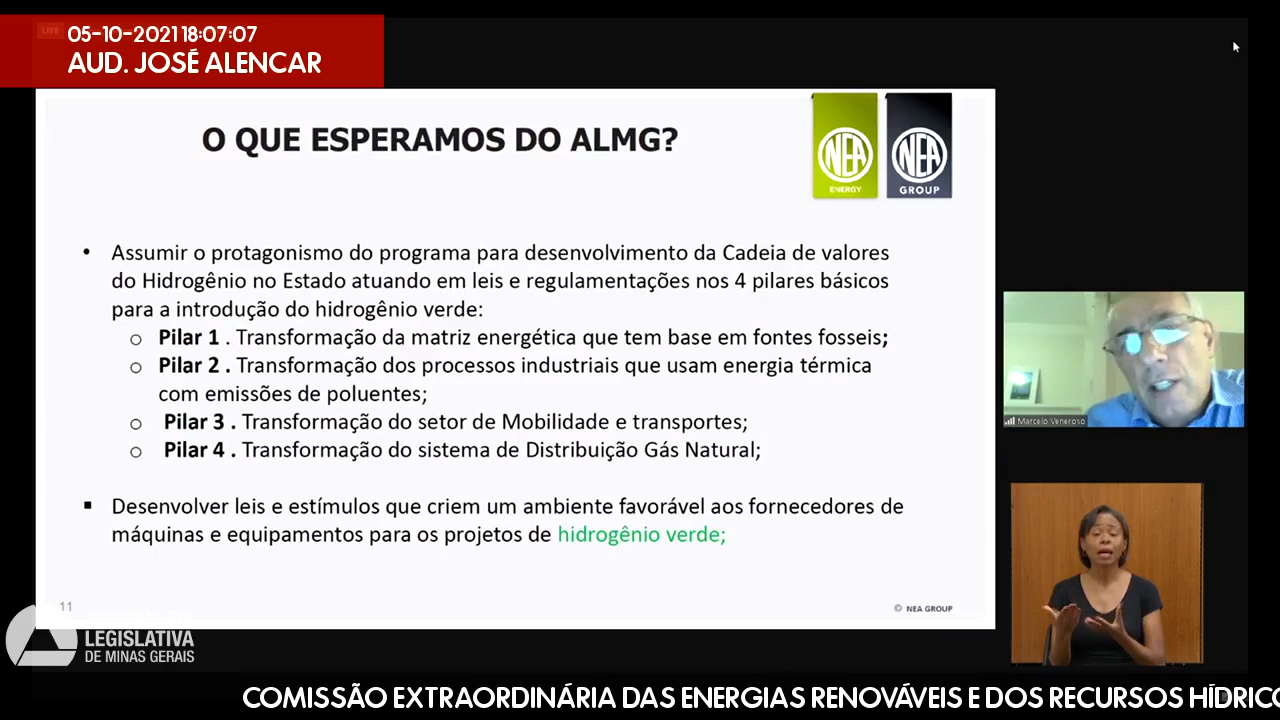 LIVE
05-10-2021 18:07:07
AUD. JOSÉ ALENCAR
O QUE ESPERAMOS DO ALMG?
NEA
ENERGY
NEA
GROUP
• Assumir o protagonismo do programa para desenvolvimento da Cadeia de valores
do Hidrogênio no Estado atuando em leis e regulamentações nos 4 pilares básicos
para a introdução do hidrogênio verde:
o Pilar 1 . Transformação da matriz energética que tem base em fontes fosseis;
o Pilar 2 . Transformação dos processos industriais que usam energia térmica
com emissões de poluentes;
o Pilar 3 . Transformação do setor de Mobilidade e transportes;
o Pilar 4 . Transformação do sistema de Distribuição Gás Natural;
▪ Desenvolver leis e estímulos que criem um ambiente favorável aos fornecedores de
máquinas e equipamentos para os projetos de hidrogênio verde;
11
© NEA GROUP
Marcelo Veneroso
LEGISLATIVA
DE MINAS GERAIS
COMISSÃO EXTRAORDINÁRIA DAS ENERGIAS RENOVÁVEIS E DOS RECURSOS HÍDRICO